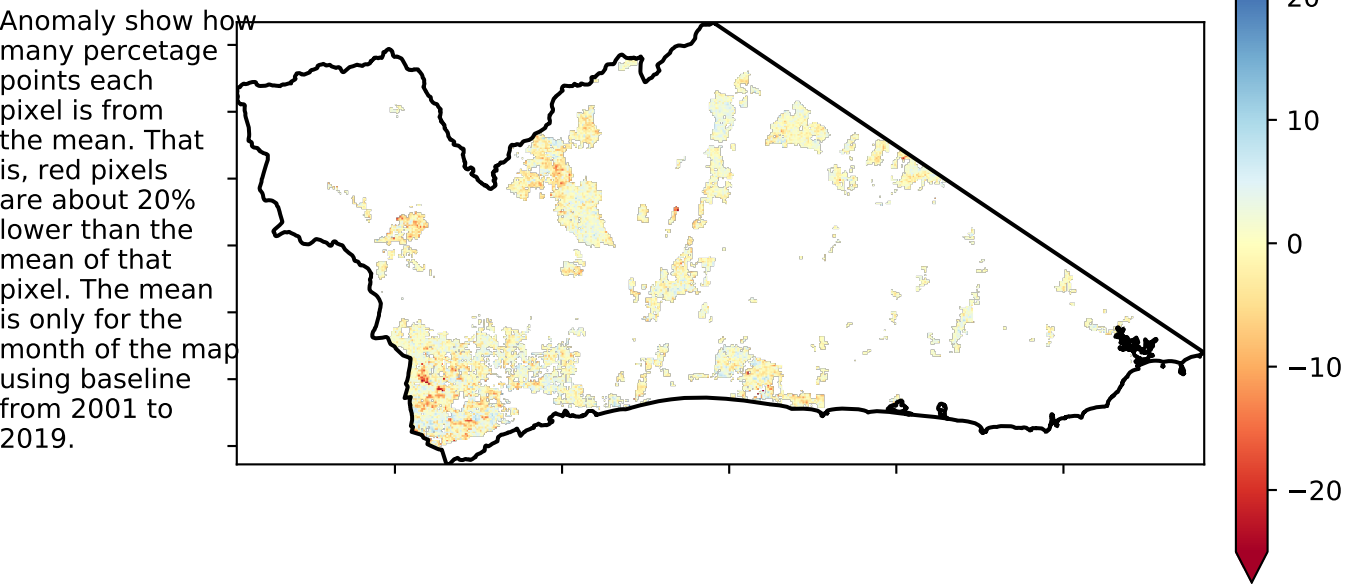 Anomaly show how
many percetage
points each
pixel is from
the mean. That
is, red pixels
are about 20%
lower than the
mean of that
pixel. The mean
is only for the
month of the map
using baseline
from 2001 to
2019.
20
10
0
−10
−20